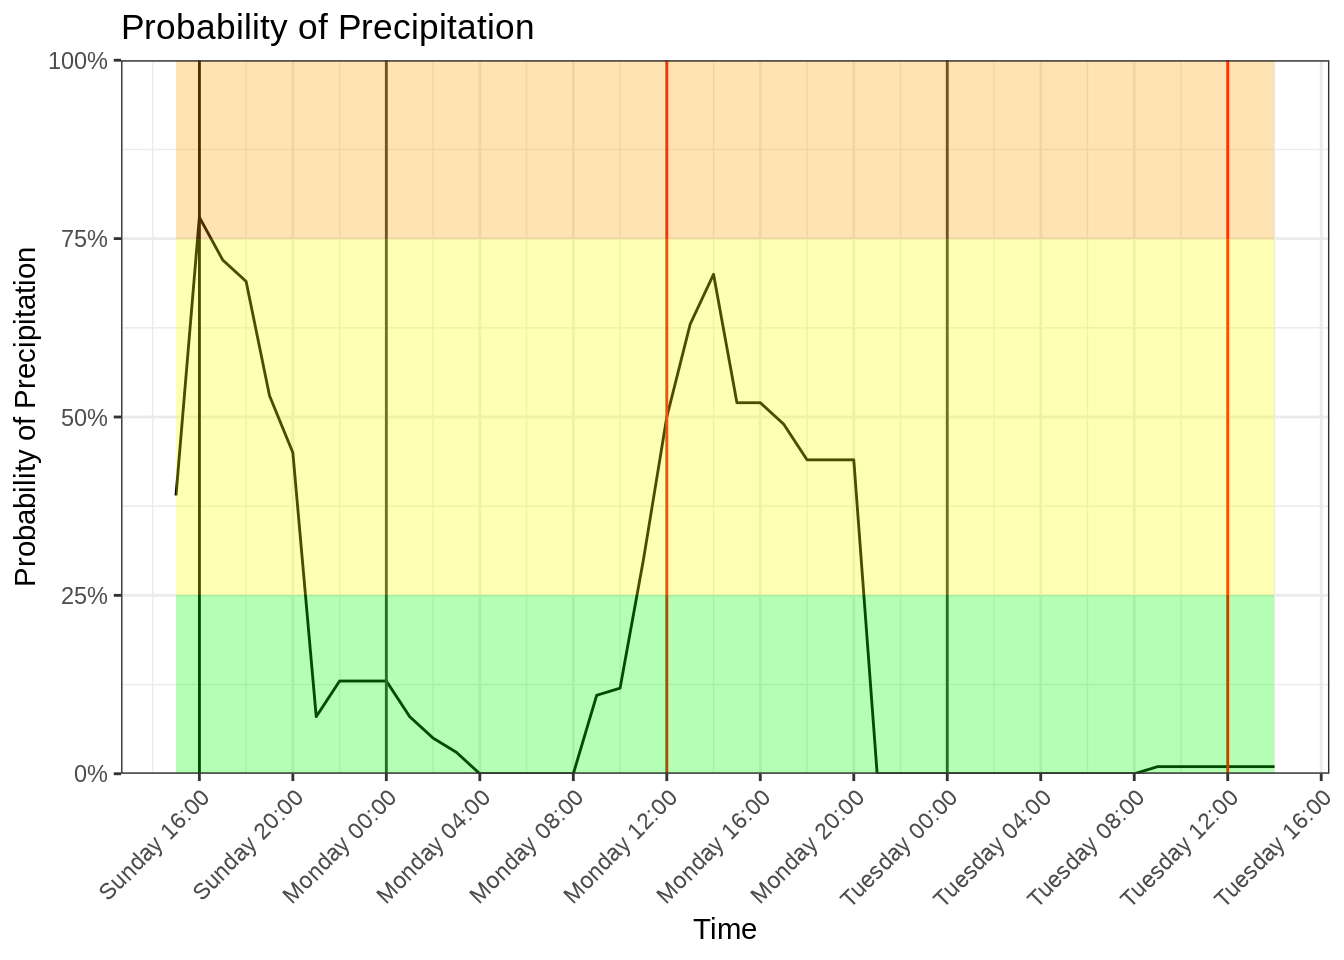 Probability of Precipitation
100%
75%
50%
25%
0%
Probability of Precipitation
Sunday 16:00
Sunday 20:00
Monday 00:00
Monday 04:00
Monday 08:00
Monday 12:00
Monday 16:00
Monday 20:00
Tuesday 00:00
Tuesday 04:00
Tuesday 08:00
Tuesday 12:00
Tuesday 16:00
Time